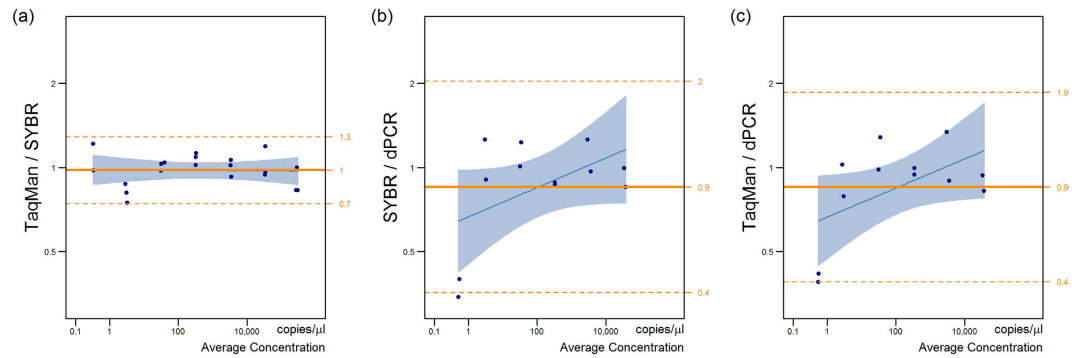 (a)
TaqMan / SYBR
2
1
0.5
1.3
1
0.7
0.1
1
100
10,000
copies/µl
Average Concentration
(b)
SYBR / dPCR
2
1
0.5
2
0.9
0.4
0.1
1
100
10,000
copies/µl
Average Concentration
(c)
TaqMan / dPCR
2
1
0.5
1.9
0.9
0.4
0.1
1
100
10,000
copies/µl
Average Concentration